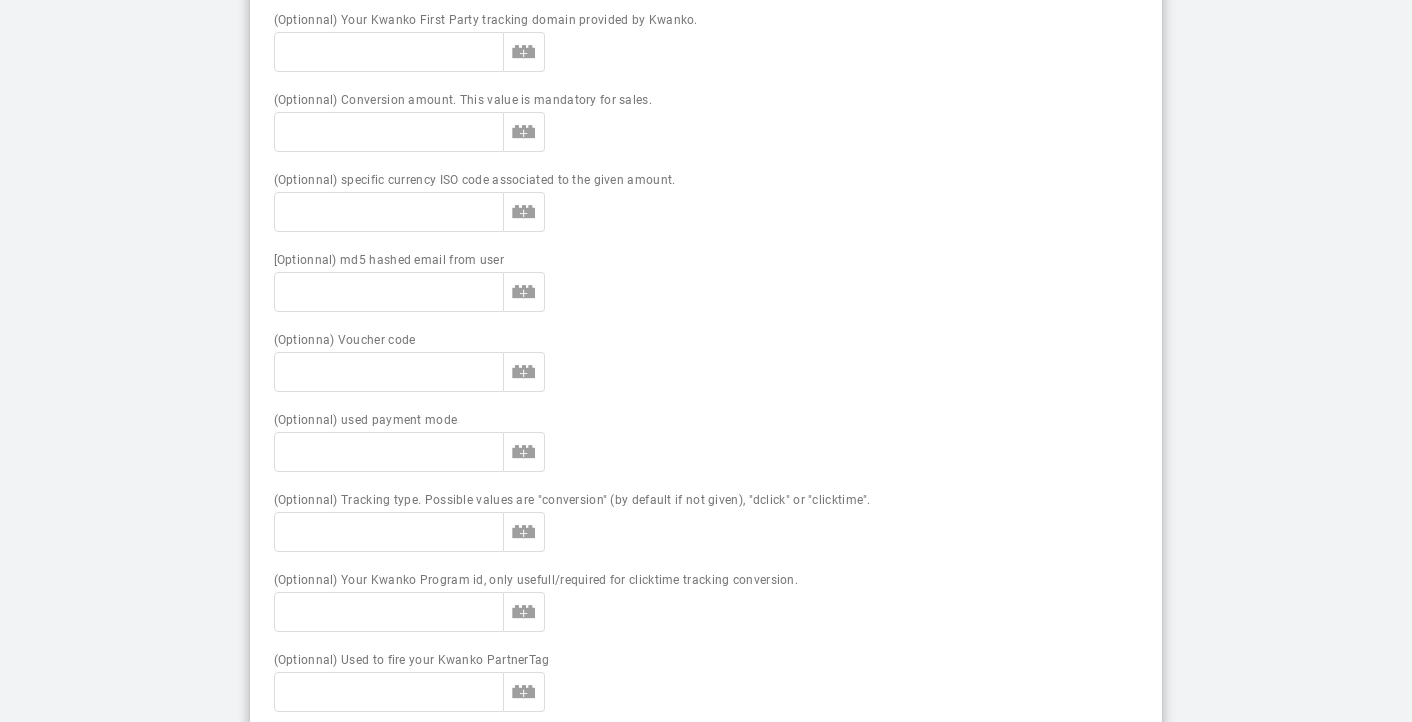 (Optionnal) Your Kwanko First Party tracking domain provided by Kwanko.
(Optionnal) Conversion amount. This value is mandatory for sales.
(Optionnal) specific currency ISO code associated to the given amount.
[Optionnal) md5 hashed email from user
(Optionna) Voucher code
(Optionnal) used payment mode
(Optionnal) Tracking type. Possible values are "conversion" (by default if not given), "dclick" or "clicktime".
(Optionnal) Your Kwanko Program id, only usefull/required for clicktime tracking conversion.
(Optionnal) Used to fire your Kwanko PartnerTag